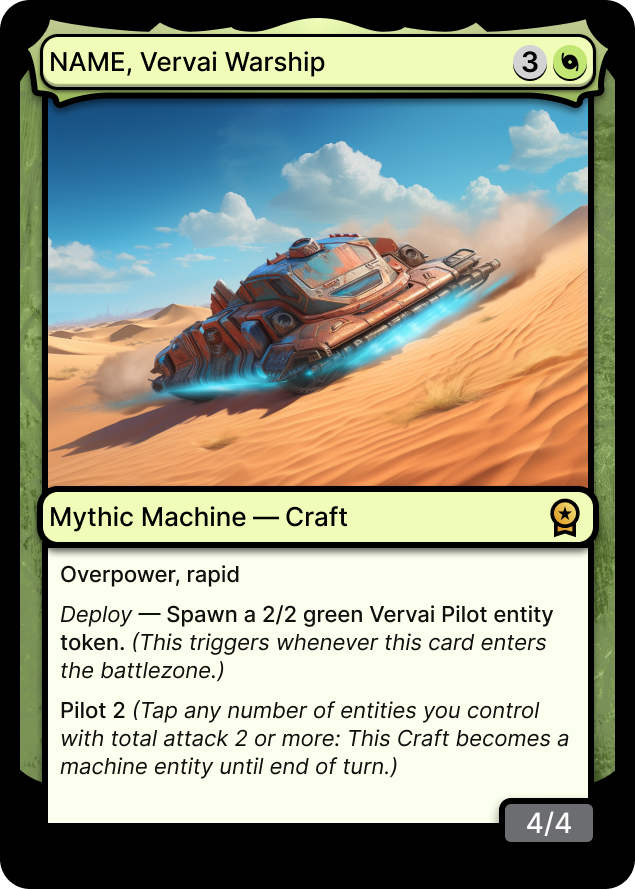 NAME, Vervai Warship 3
Mythic Machine — Craft
Overpower, rapid
Deploy — Spawn a 2/2 green Vervai Pilot entity
token. (This triggers whenever this card enters
the battlezone.)
Pilot 2 (Tap any number of entities you control
with total attack 2 or more: This Craft becomes a
machine entity until end of turn.)
4/4